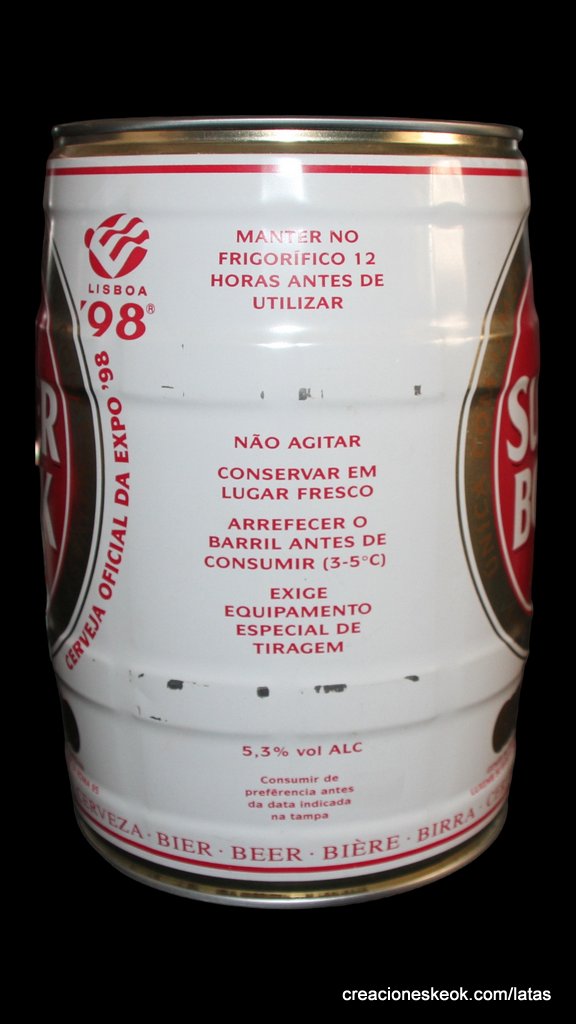 LISBOA
'98®
CERVEJA OFICIAL DA EXPO '98
MANTER NO
FRIGORÍFICO 12
HORAS ANTES DE
UTILIZAR
NÃO AGITAR
CONSERVAR EM
LUGAR FRESCO
ARREFECER O
BARRIL ANTES DE
CONSUMIR (3-5°C)
EXIGE
EQUIPAMENTO
ESPECIAL DE
TIRAGEM
5,3% vol ALC
Consumir de
preferência antes
da data indicada
na tampa
CERVEZA · BIER · BEER · BIÈRE · BIRRA
creacioneskeok.com/latas